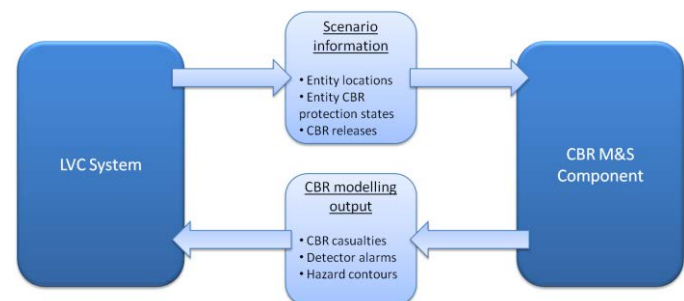 LVC System
Scenario
information
• Entity locations
• Entity CBR
protection states
• CBR releases
CBR modelling
output
• CBR casualties
• Detector alarms
• Hazard contours
CBR M&S
Component